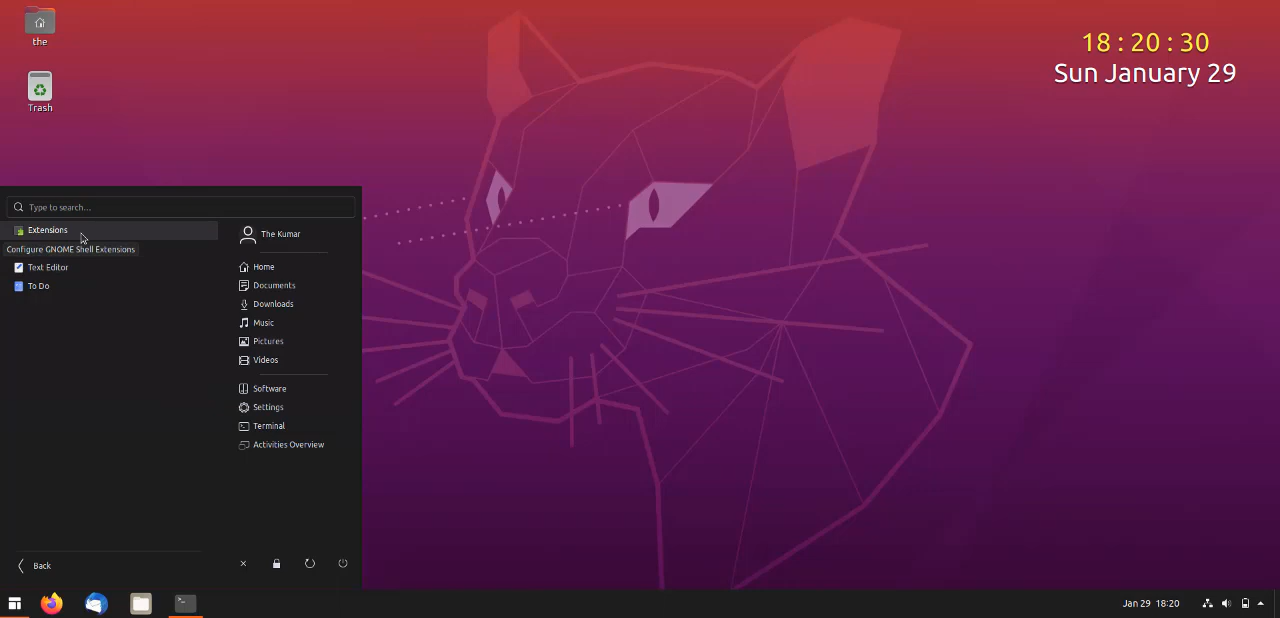 the
Trash
18:20:30
Sun January 29
Type to search...
Extensions
Configure GNOME Shell Extensions
Text Editor
To Do
The Kumar
Home
Documents
Downloads
Music
Pictures
Videos
Software
Settings
Terminal
Activities Overview
Back
Jan 29 18:20